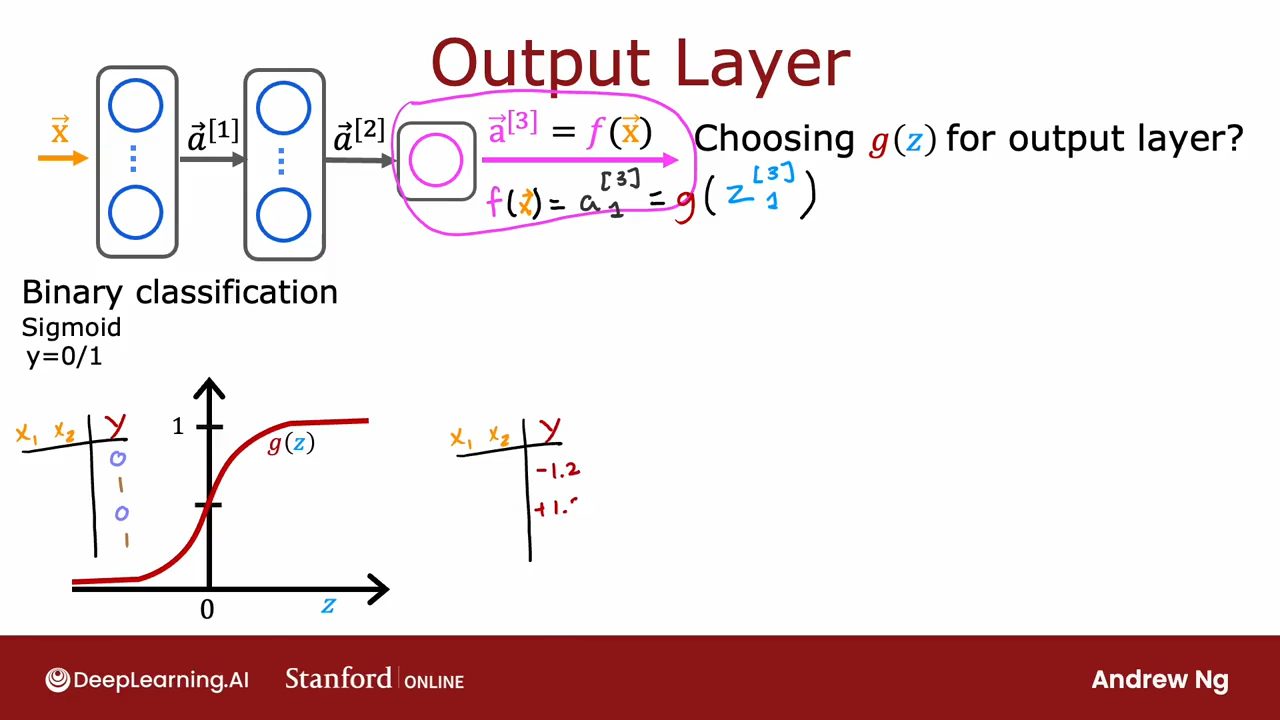 Output Layer
x⃗
a⃗[1]
a⃗[2]
a⃗[3] = f(x⃗)
f(x⃗) = a₁[3] = g(z₁[3])
Choosing g(z) for output layer?
Binary classification
Sigmoid
y=0/1
x₁ x₂ y
0
1
0
1
1
g(z)
0
z
x₁ x₂ y
-1.2
DeepLearning.AI
Stanford | ONLINE
Andrew Ng